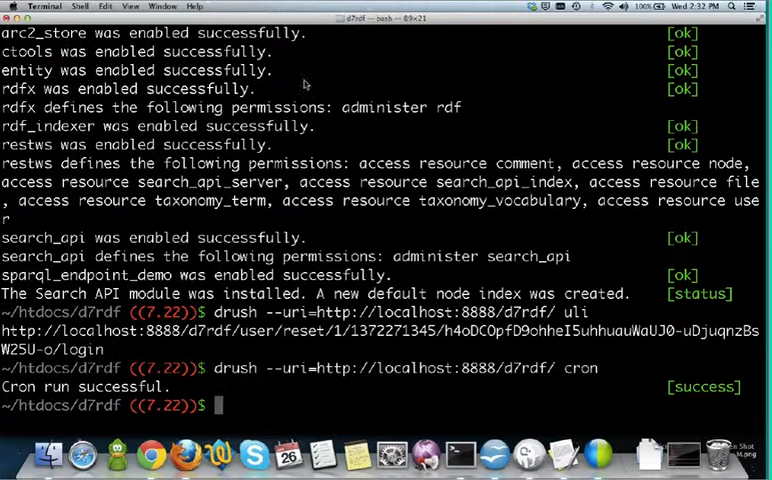 Terminal Shell Edit View Window Help 100% Wed 2:32 PM
d7rdf — bash — 89×21
arc2_store was enabled successfully. [ok]
ctools was enabled successfully. [ok]
entity was enabled successfully. [ok]
rdfx was enabled successfully. [ok]
rdfx defines the following permissions: administer rdf
rdf_indexer was enabled successfully. [ok]
restws was enabled successfully. [ok]
restws defines the following permissions: access resource comment, access resource node,
access resource search_api_server, access resource search_api_index, access resource file
, access resource taxonomy_term, access resource taxonomy_vocabulary, access resource use
r
search_api was enabled successfully. [ok]
search_api defines the following permissions: administer search_api
sparql_endpoint_demo was enabled successfully. [ok]
The Search API module was installed. A new default node index was created. [status]
~/htdocs/d7rdf ((7.22))$ drush --uri=http://localhost:8888/d7rdf/ uli
http://localhost:8888/d7rdf/user/reset/1/1372271345/h4oDCOpfD9ohheI5uhhuauWaUJ0-uDjuqnzBs
W25U-o/login
~/htdocs/d7rdf ((7.22))$ drush --uri=http://localhost:8888/d7rdf/ cron
Cron run successful. [success]
~/htdocs/d7rdf ((7.22))$
26